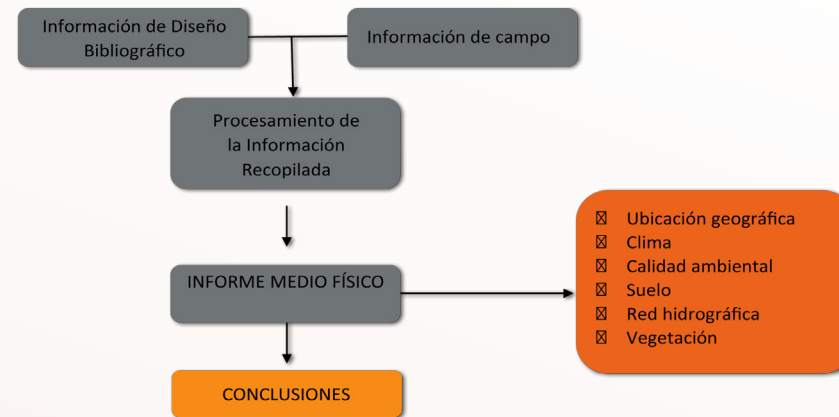 Información de Diseño
Bibliográfico
Información de campo
Procesamiento de
la Información
Recopilada
INFORME MEDIO FÍSICO
Ubicación geográfica
Clima
Calidad ambiental
Suelo
Red hidrográfica
Vegetación
CONCLUSIONES